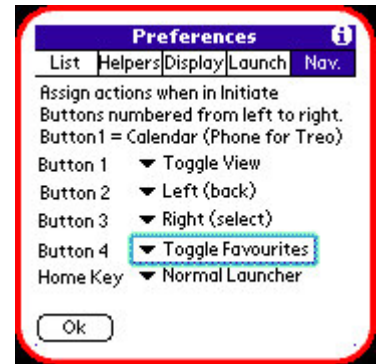 Preferences i
List Helpers Display Launch Nav.
Assign actions when in Initiate
Buttons numbered from left to right.
Button1 = Calendar (Phone for Treo)
Button 1 Toggle View
Button 2 Left (back)
Button 3 Right (select)
Button 4 Toggle Favourites
Home Key Normal Launcher
Ok